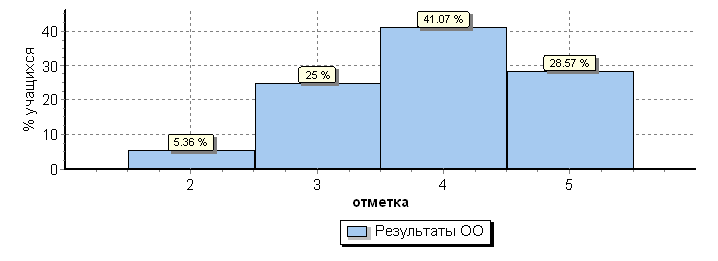 % учащихся
40
30
20
10
0
5.36 %
25 %
41.07 %
28.57 %
2 3 4 5
отметка
Результаты ОО